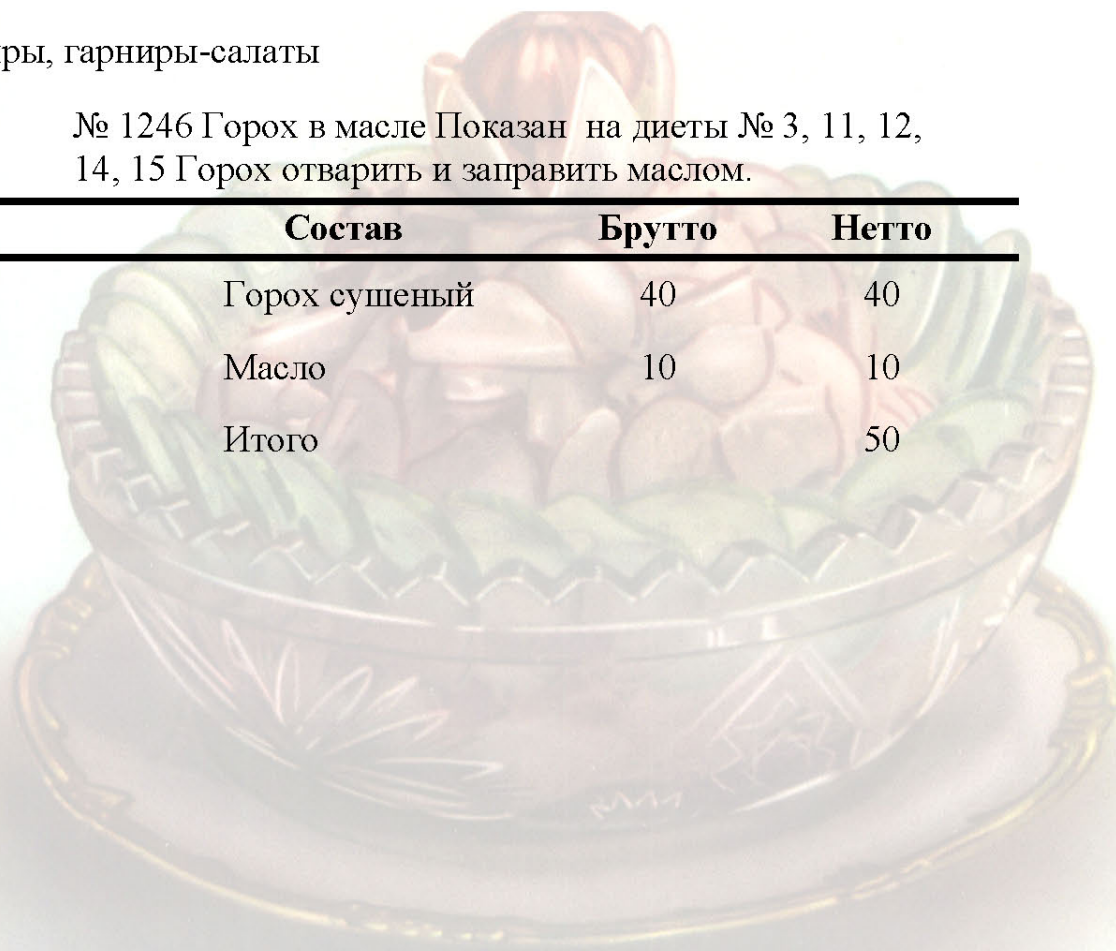 гарниры-салаты
№ 1246 Горох в масле Показан на диеты № 3, 11, 12,
14, 15 Горох отварить и заправить маслом.
Состав Брутто Нетто
Горох сушеный 40 40
Масло 10 10
Итого 50